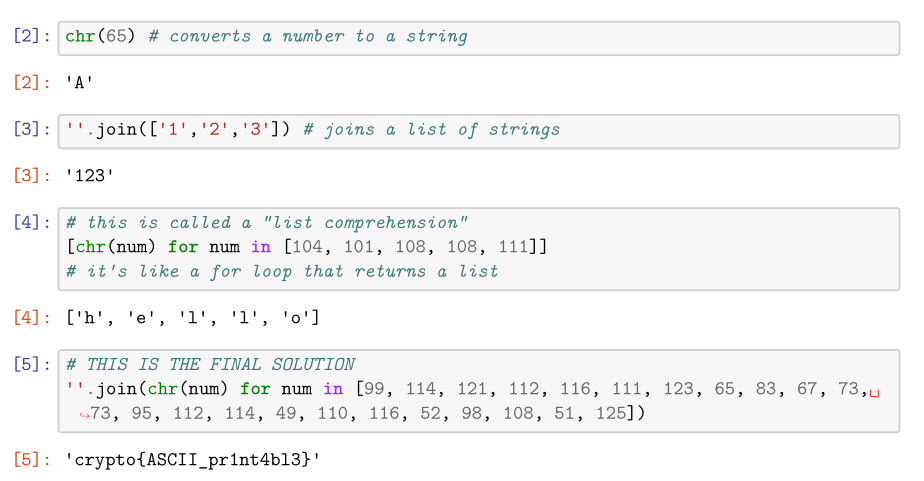 [2]: chr(65) # converts a number to a string
[2]: 'A'
[3]: ''.join(['1','2','3']) # joins a list of strings
[3]: '123'
[4]: # this is called a "list comprehension"
[chr(num) for num in [104, 101, 108, 108, 111]]
# it's like a for loop that returns a list
[4]: ['h', 'e', 'l', 'l', 'o']
[5]: # THIS IS THE FINAL SOLUTION
''.join(chr(num) for num in [99, 114, 121, 112, 116, 111, 123, 65, 83, 67, 73,␣
↪73, 95, 112, 114, 49, 110, 116, 52, 98, 108, 51, 125])
[5]: 'crypto{ASCII_pr1nt4bl3}'